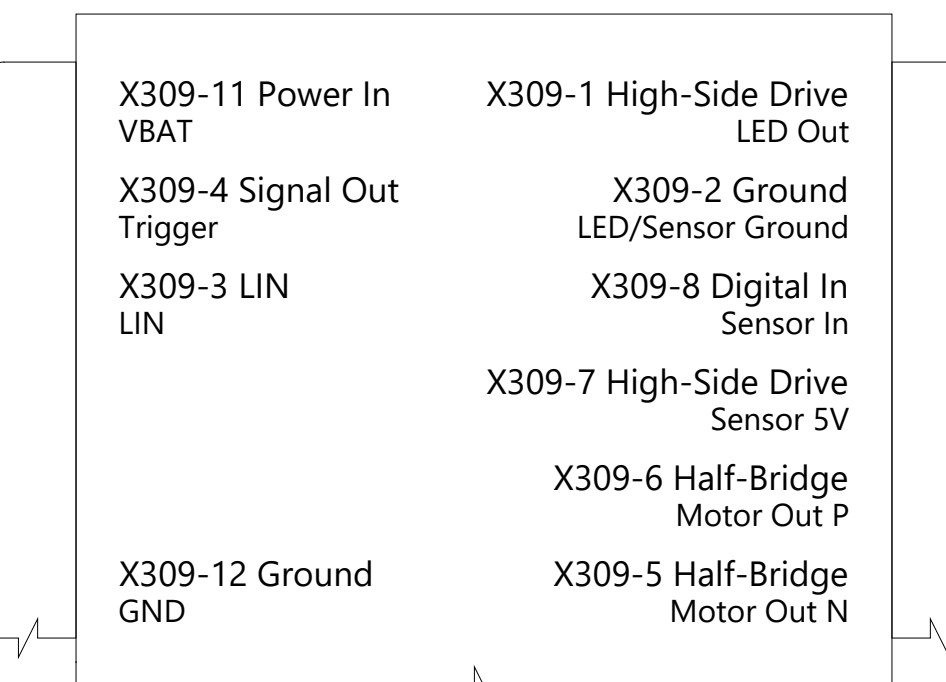 X309-11 Power In
VBAT
X309-4 Signal Out
Trigger
X309-3 LIN
LIN
X309-12 Ground
GND
X309-1 High-Side Drive
LED Out
X309-2 Ground
LED/Sensor Ground
X309-8 Digital In
Sensor In
X309-7 High-Side Drive
Sensor 5V
X309-6 Half-Bridge
Motor Out P
X309-5 Half-Bridge
Motor Out N